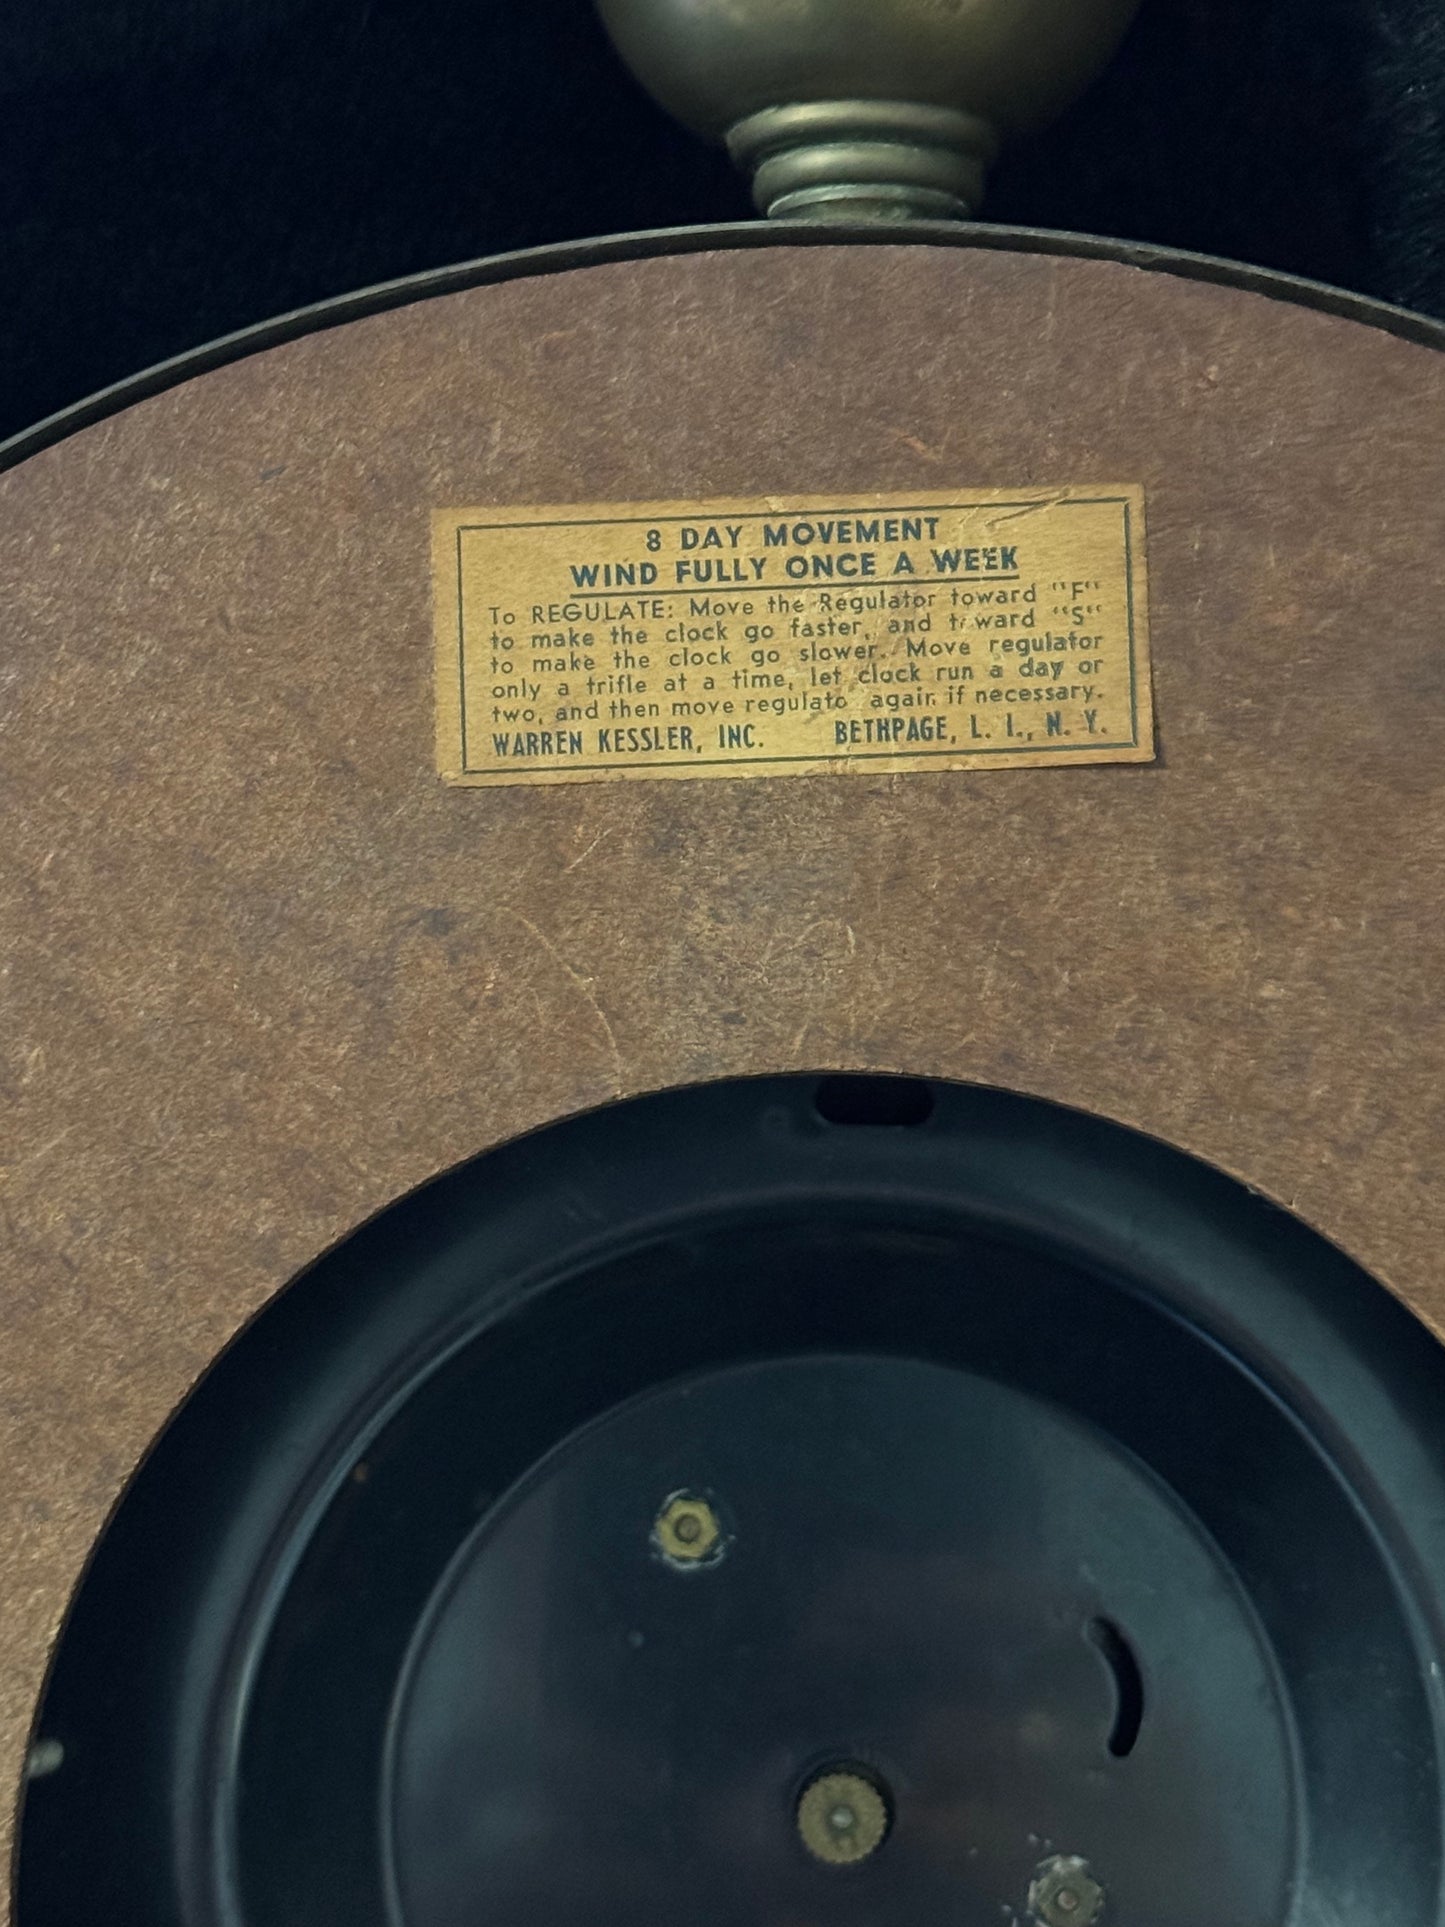 8 DAY MOVEMENT
WIND FULLY ONCE A WEEK
To REGULATE: Move the Regulator toward "F"
to make the clock go faster, and toward "S"
to make the clock go slower. Move regulator
only a trifle at a time, let clock run a day or
two, and then move regulato again if necessary.
WARREN KESSLER, INC. BETHPAGE, L. I., N. Y.